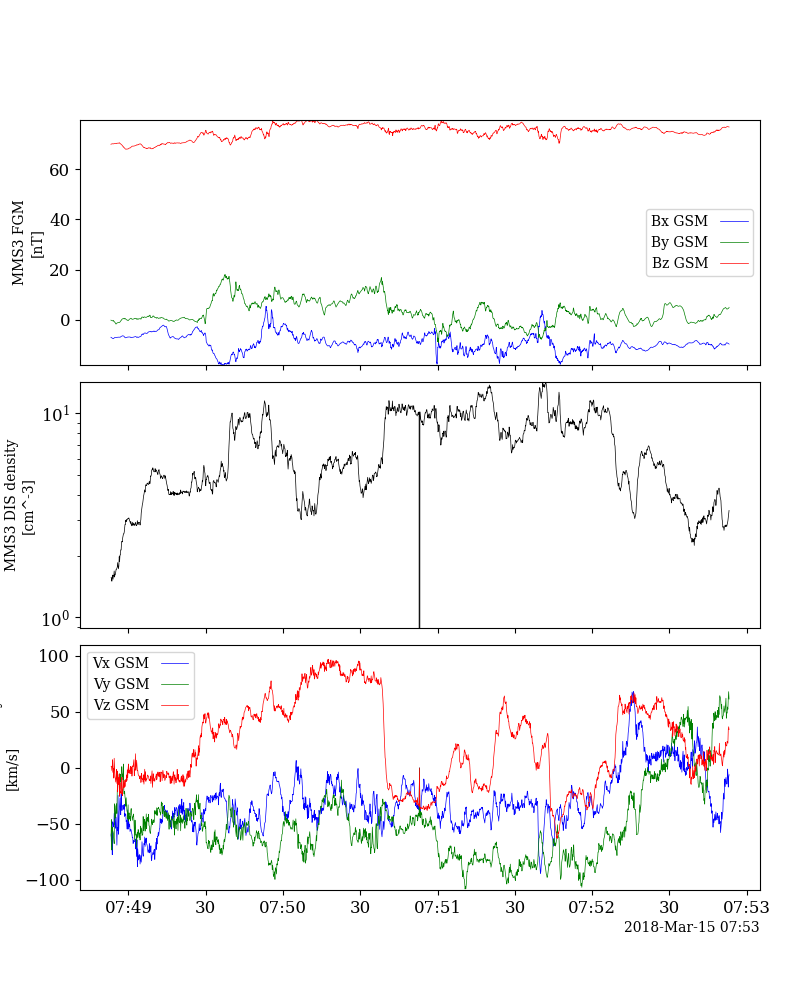 MMS3 FGM
[nT]
60
40
20
0
Bx GSM
By GSM
Bz GSM
MMS3 DIS density
[cm^-3]
10^1
10^0
[km/s]
100
50
0
−50
−100
Vx GSM
Vy GSM
Vz GSM
07:49 30 07:50 30 07:51 30 07:52 30 07:53
2018-Mar-15 07:53